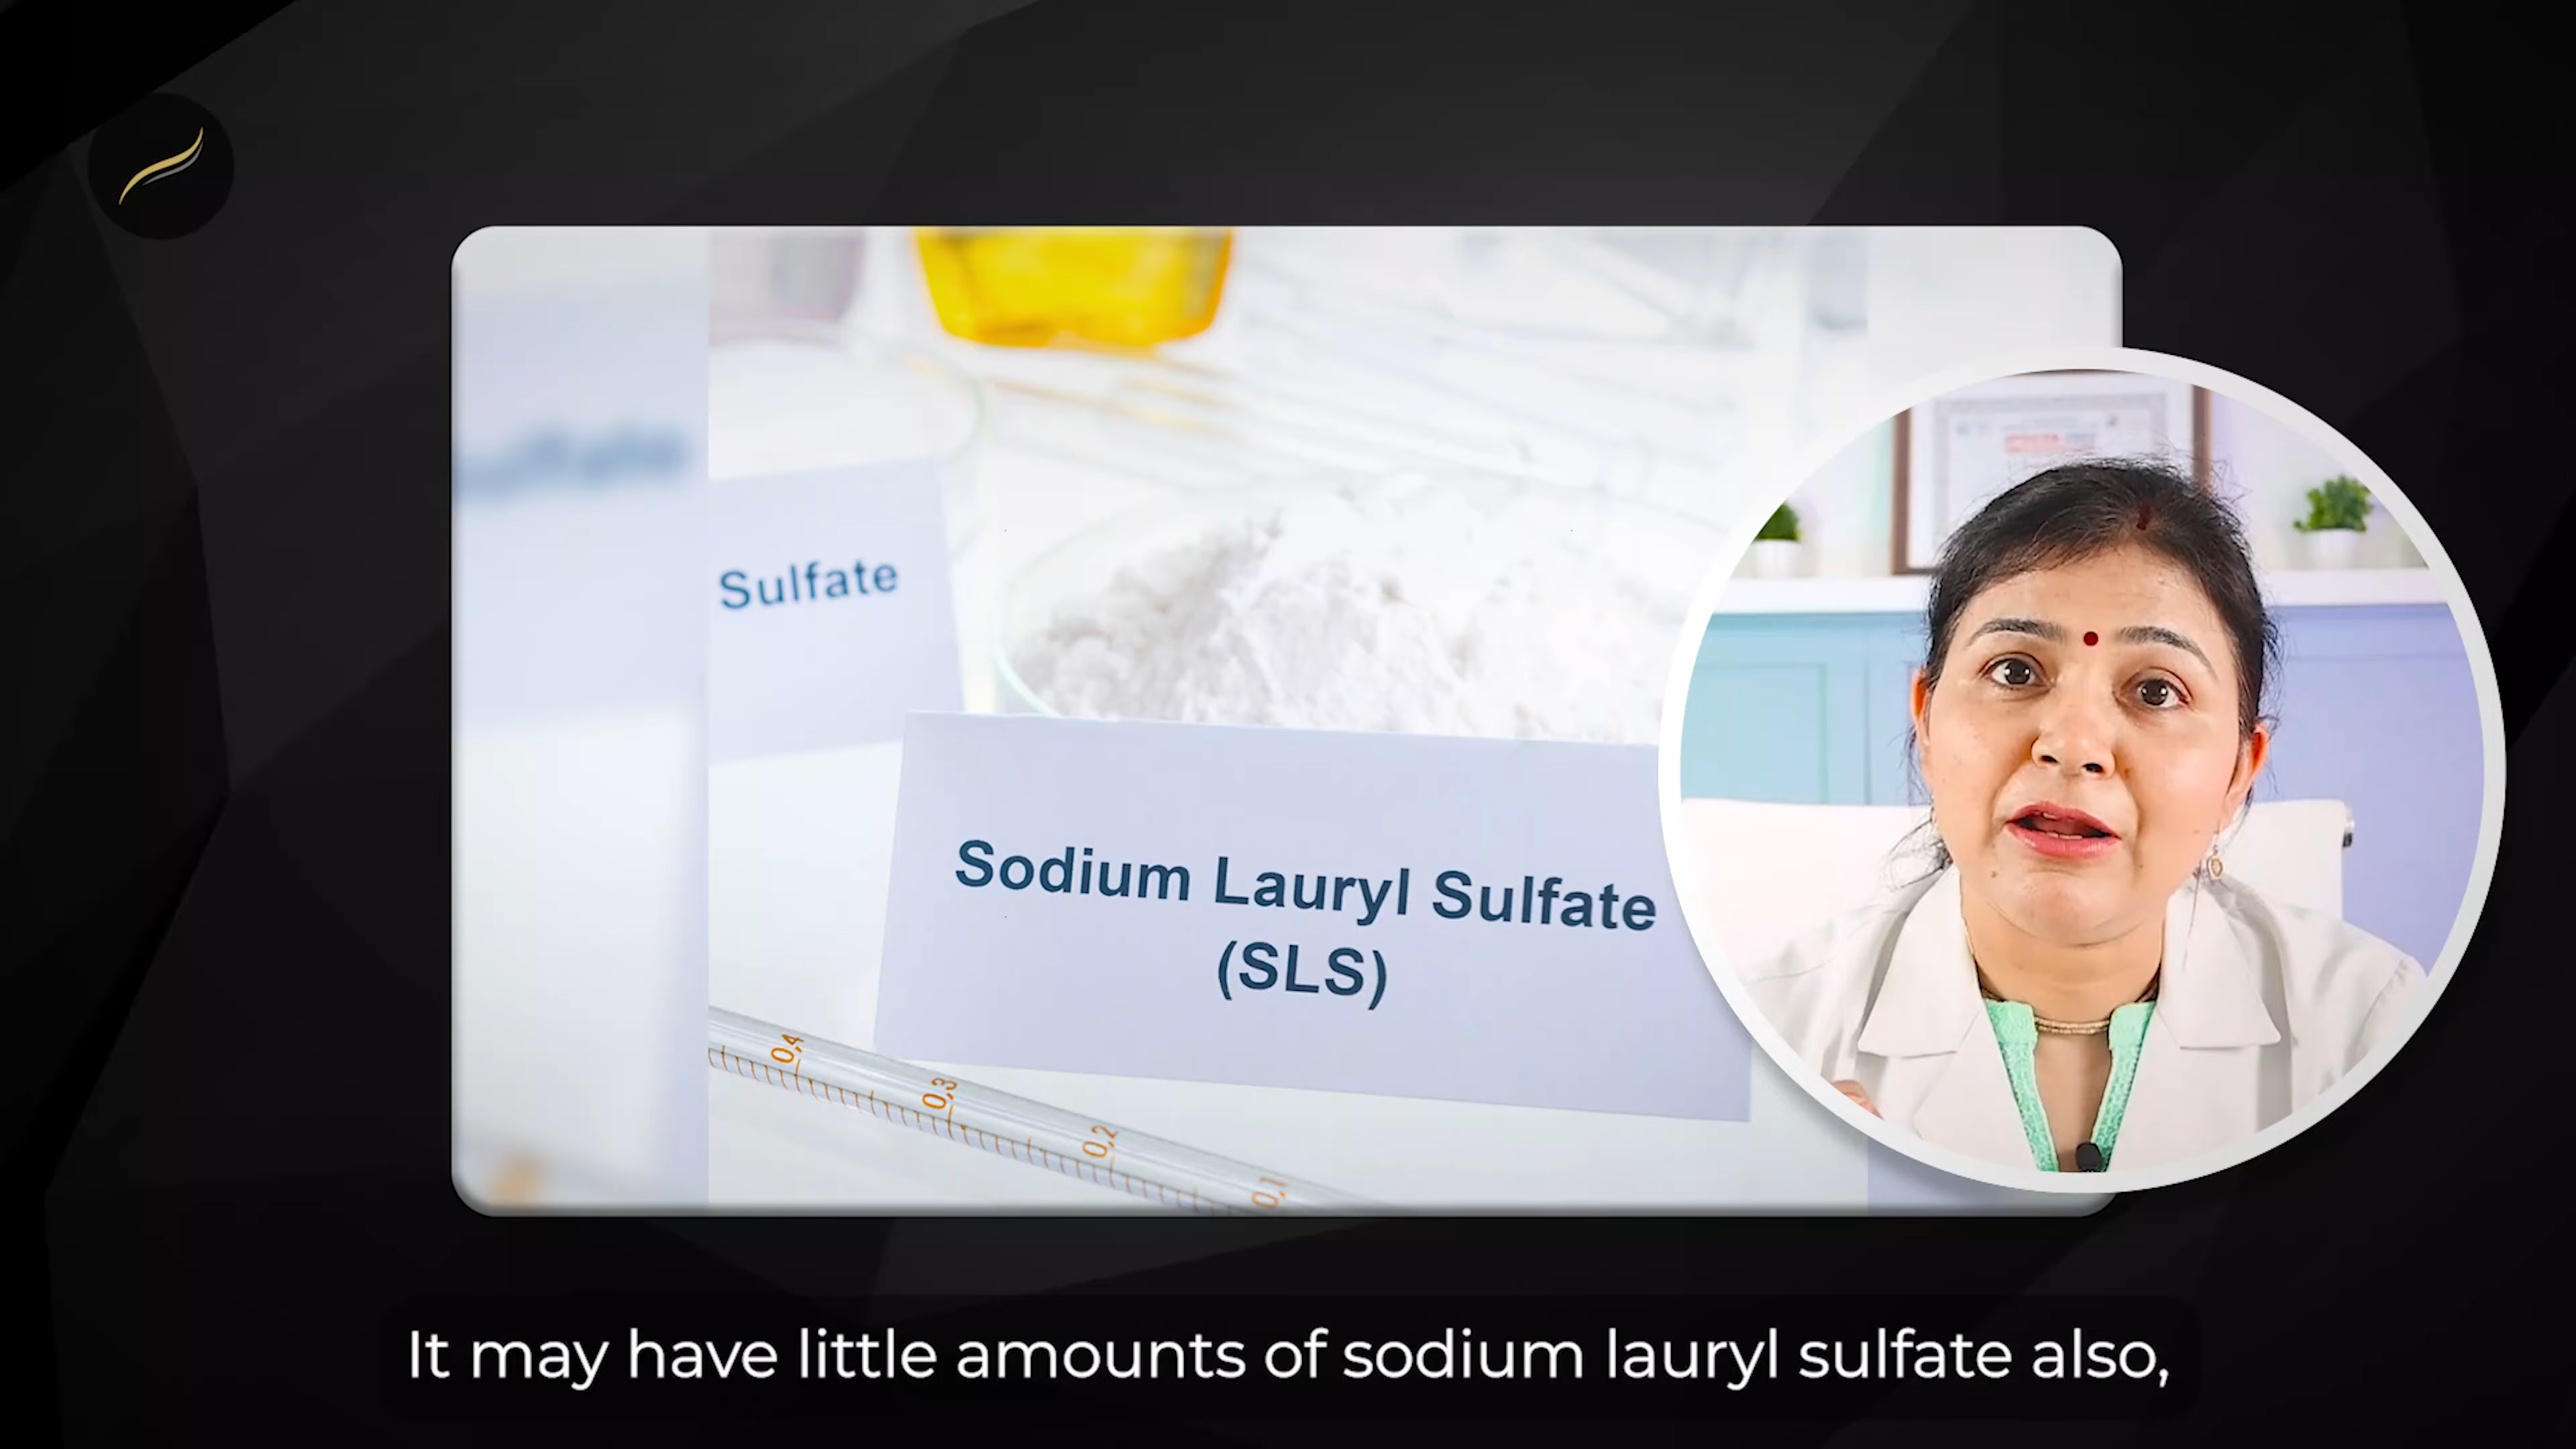 Sulfate
Sodium Lauryl Sulfate
(SLS)
0,4
0,3
0,2
0,1
It may have little amounts of sodium lauryl sulfate also,